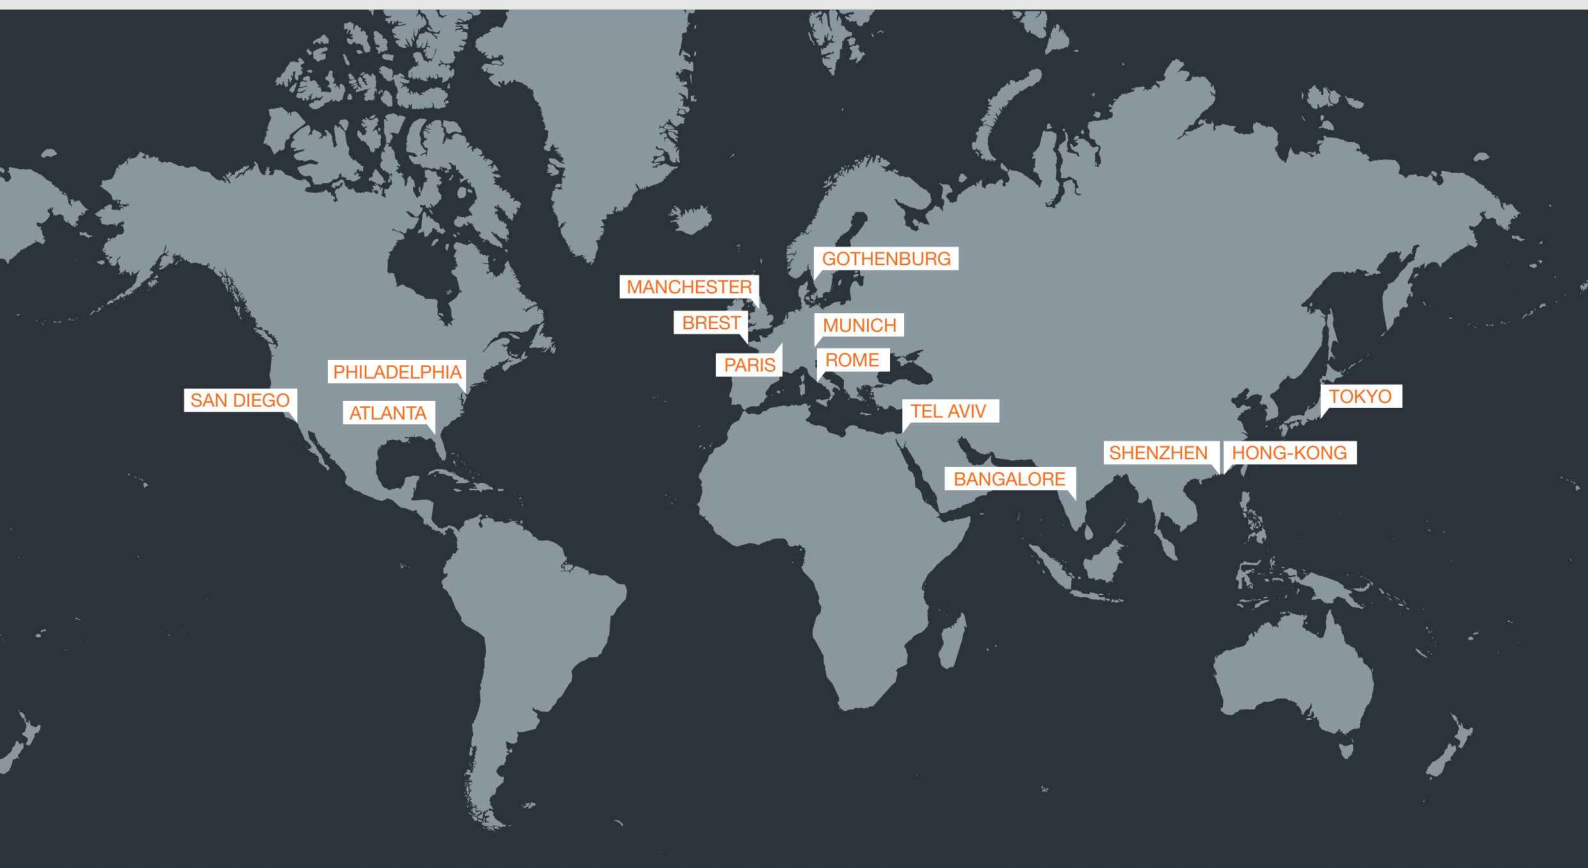 GOTHENBURG
MANCHESTER
BREST
MUNICH
PARIS
ROME
PHILADELPHIA
SAN DIEGO
ATLANTA
TEL AVIV
TOKYO
SHENZHEN
HONG-KONG
BANGALORE